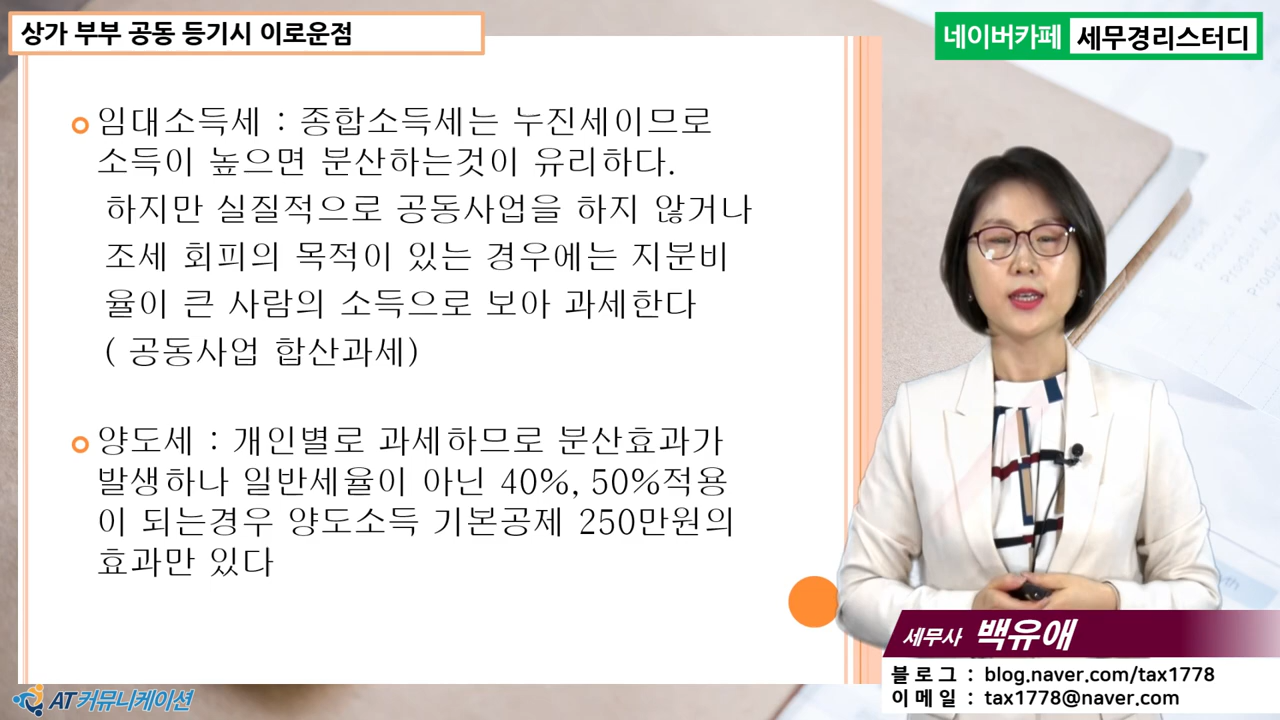 상가 부부 공동 등기시 이로운점
네이버카페 세무경리스터디
임대소득세 : 종합소득세는 누진세이므로
소득이 높으면 분산하는것이 유리하다.
하지만 실질적으로 공동사업을 하지 않거나
조세 회피의 목적이 있는 경우에는 지분비
율이 큰 사람의 소득으로 보아 과세한다
( 공동사업 합산과세)
양도세 : 개인별로 과세하므로 분산효과가
발생하나 일반세율이 아닌 40%, 50%적용
이 되는경우 양도소득 기본공제 250만원의
효과만 있다
세무사 백유애
블로그 : blog.naver.com/tax1778
이메일 : tax1778@naver.com
AT커뮤니케이션